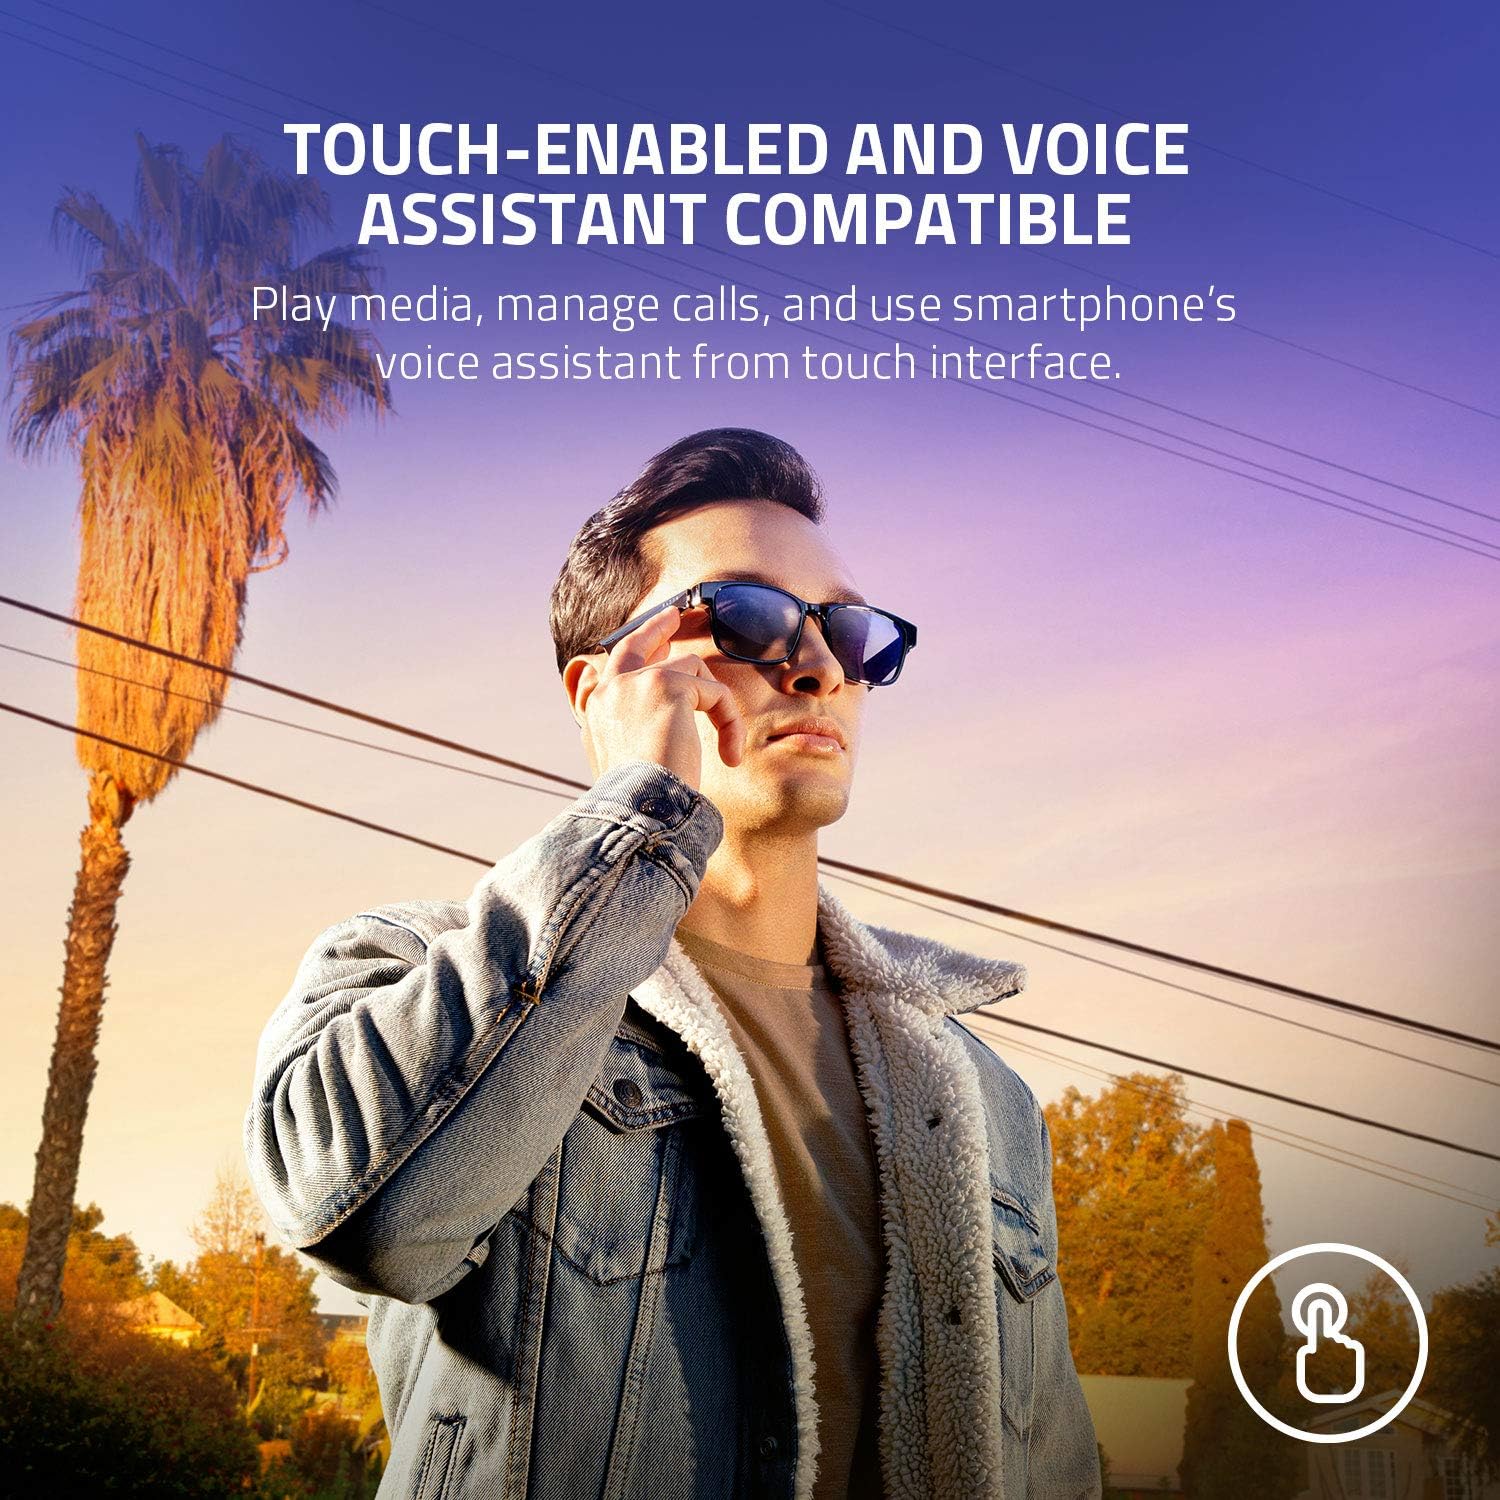 TOUCH-ENABLED AND VOICE
ASSISTANT COMPATIBLE
Play media, manage calls, and use smartphone's
voice assistant from touch interface.